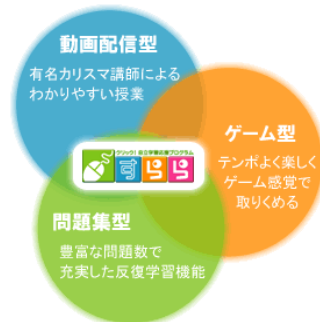 動画配信型
有名カリスマ講師による
わかりやすい授業
ゲーム型
テンポよく楽しく
ゲーム感覚で
取りくめる
すらら
問題集型
豊富な問題数で
充実した反復学習機能